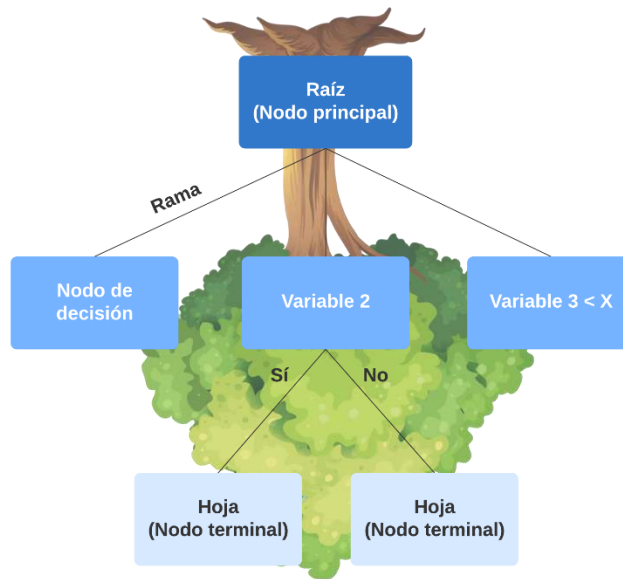 Raíz
(Nodo principal)
Rama
Nodo de
decisión
Variable 2
Variable 3 < X
Sí
No
Hoja
(Nodo terminal)
Hoja
(Nodo terminal)